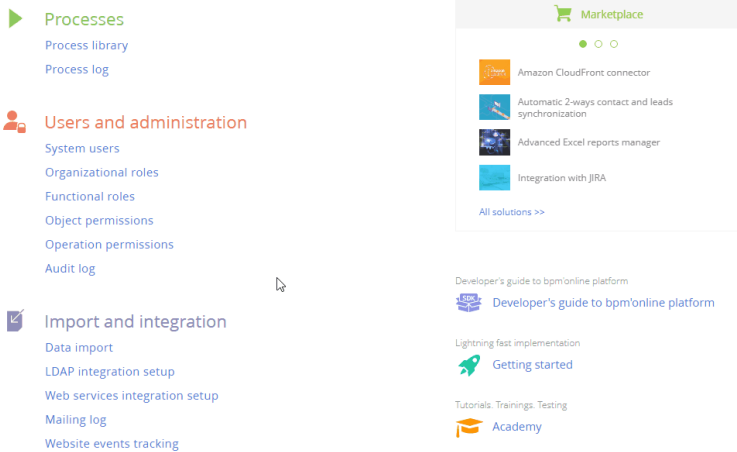 Processes
Process library
Process log
Users and administration
System users
Organizational roles
Functional roles
Object permissions
Operation permissions
Audit log
Import and integration
Data import
LDAP integration setup
Web services integration setup
Mailing log
Website events tracking
Marketplace
Amazon CloudFront connector
Automatic 2-ways contact and leads
synchronization
Advanced Excel reports manager
Integration with JIRA
All solutions >>
Developer's guide to bpm'online platform
SDK
Developer's guide to bpm'online platform
Lightning fast implementation
Getting started
Tutorials. Trainings. Testing
Academy